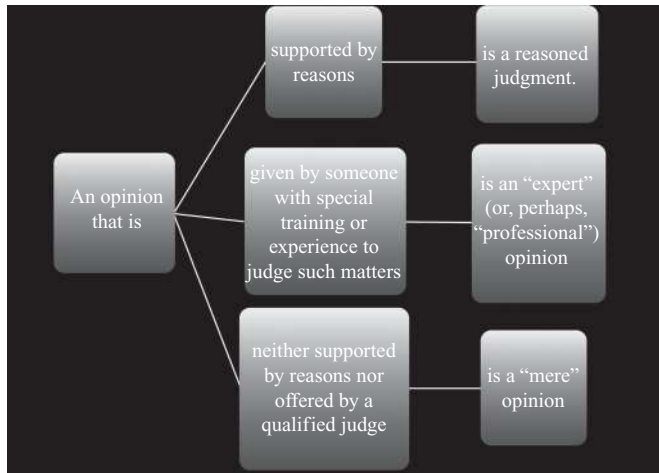 An opinion
that is
supported by
reasons
is a reasoned
judgment.
given by someone
with special
training or
experience to
judge such matters
is an “expert”
(or, perhaps,
“professional”)
opinion
neither supported
by reasons nor
offered by a
qualified judge
is a “mere”
opinion